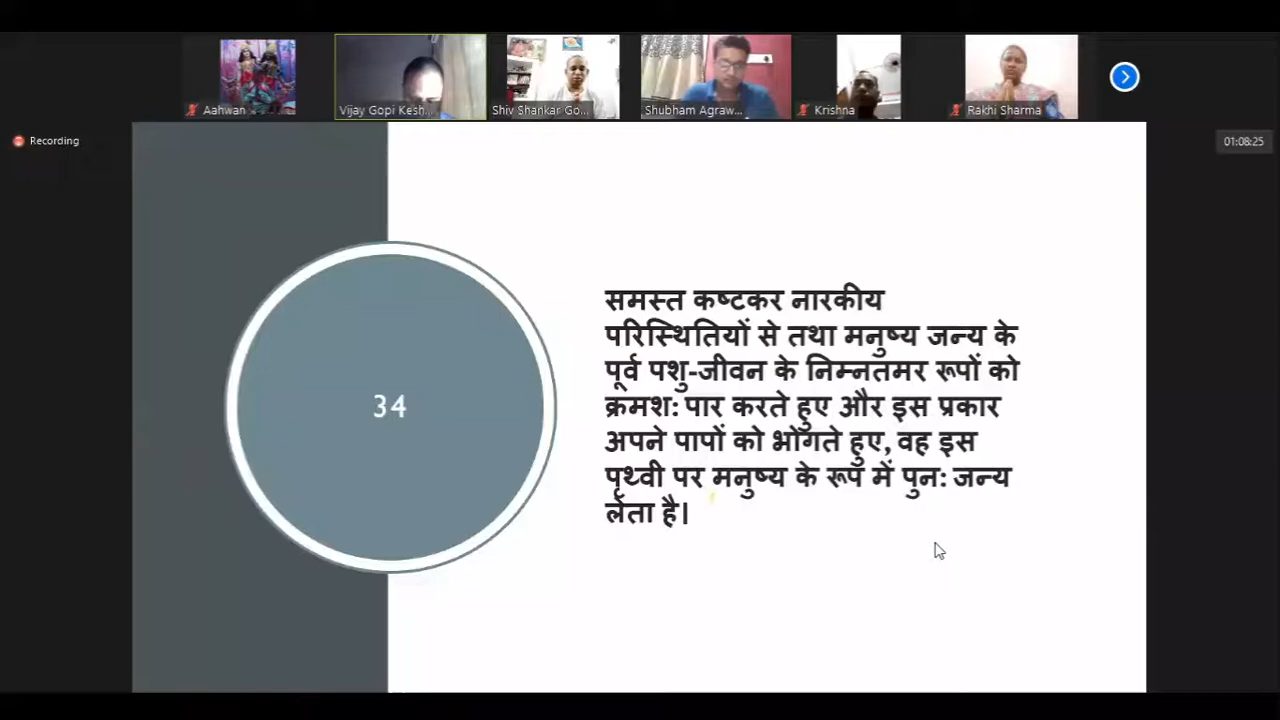 Aahwan
Vijay Gopi Kesh...
Shiv Shankar Go...
Shubham Agraw...
Krishna
Rakhi Sharma
Recording
01:08:25
34
समस्त कष्टकर नारकीय
परिस्थितियों से तथा मनुष्य जन्य के
पूर्व पशु-जीवन के निम्नतमर रूपों को
क्रमश: पार करते हुए और इस प्रकार
अपने पापों को भोगते हुए, वह इस
पृथ्वी पर मनुष्य के रूप में पुन: जन्य
लेता है।